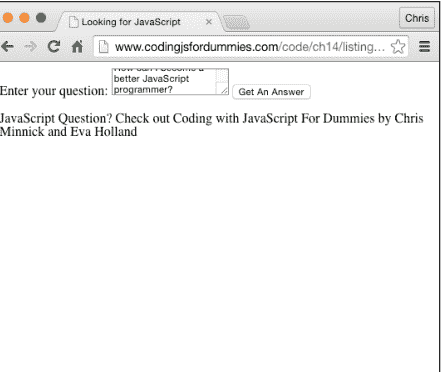 Looking for JavaScript
Chris
www.codingjsfordummies.com/code/ch14/listing...
How can I become a
better JavaScript
programmer?
Enter your question:
Get An Answer
JavaScript Question? Check out Coding with JavaScript For Dummies by Chris
Minnick and Eva Holland